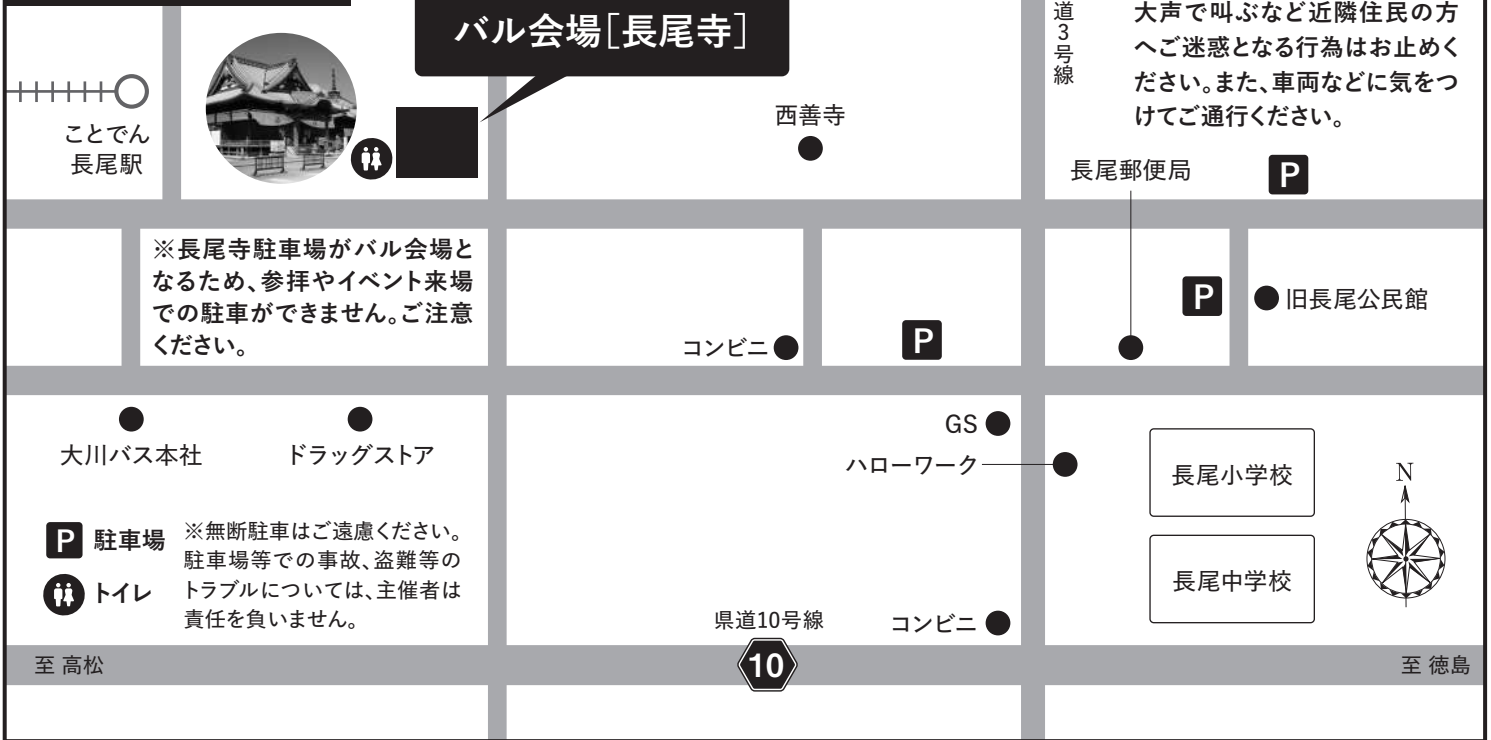 バル会場[長尾寺]
道3号線
大声で叫ぶなど近隣住民の方
へご迷惑となる行為はお止めく
ださい。また、車両などに気をつ
けてご通行ください。
ことでん
長尾駅
西善寺
長尾郵便局
P
※長尾寺駐車場がバル会場と
なるため、参拝やイベント来場
での駐車ができません。ご注意
ください。
コンビニ
P
P
旧長尾公民館
大川バス本社
ドラッグストア
GS
ハローワーク
長尾小学校
長尾中学校
N
P 駐車場
トイレ
※無断駐車はご遠慮ください。
駐車場等での事故、盗難等の
トラブルについては、主催者は
責任を負いません。
県道10号線
10
コンビニ
至 高松
至 徳島